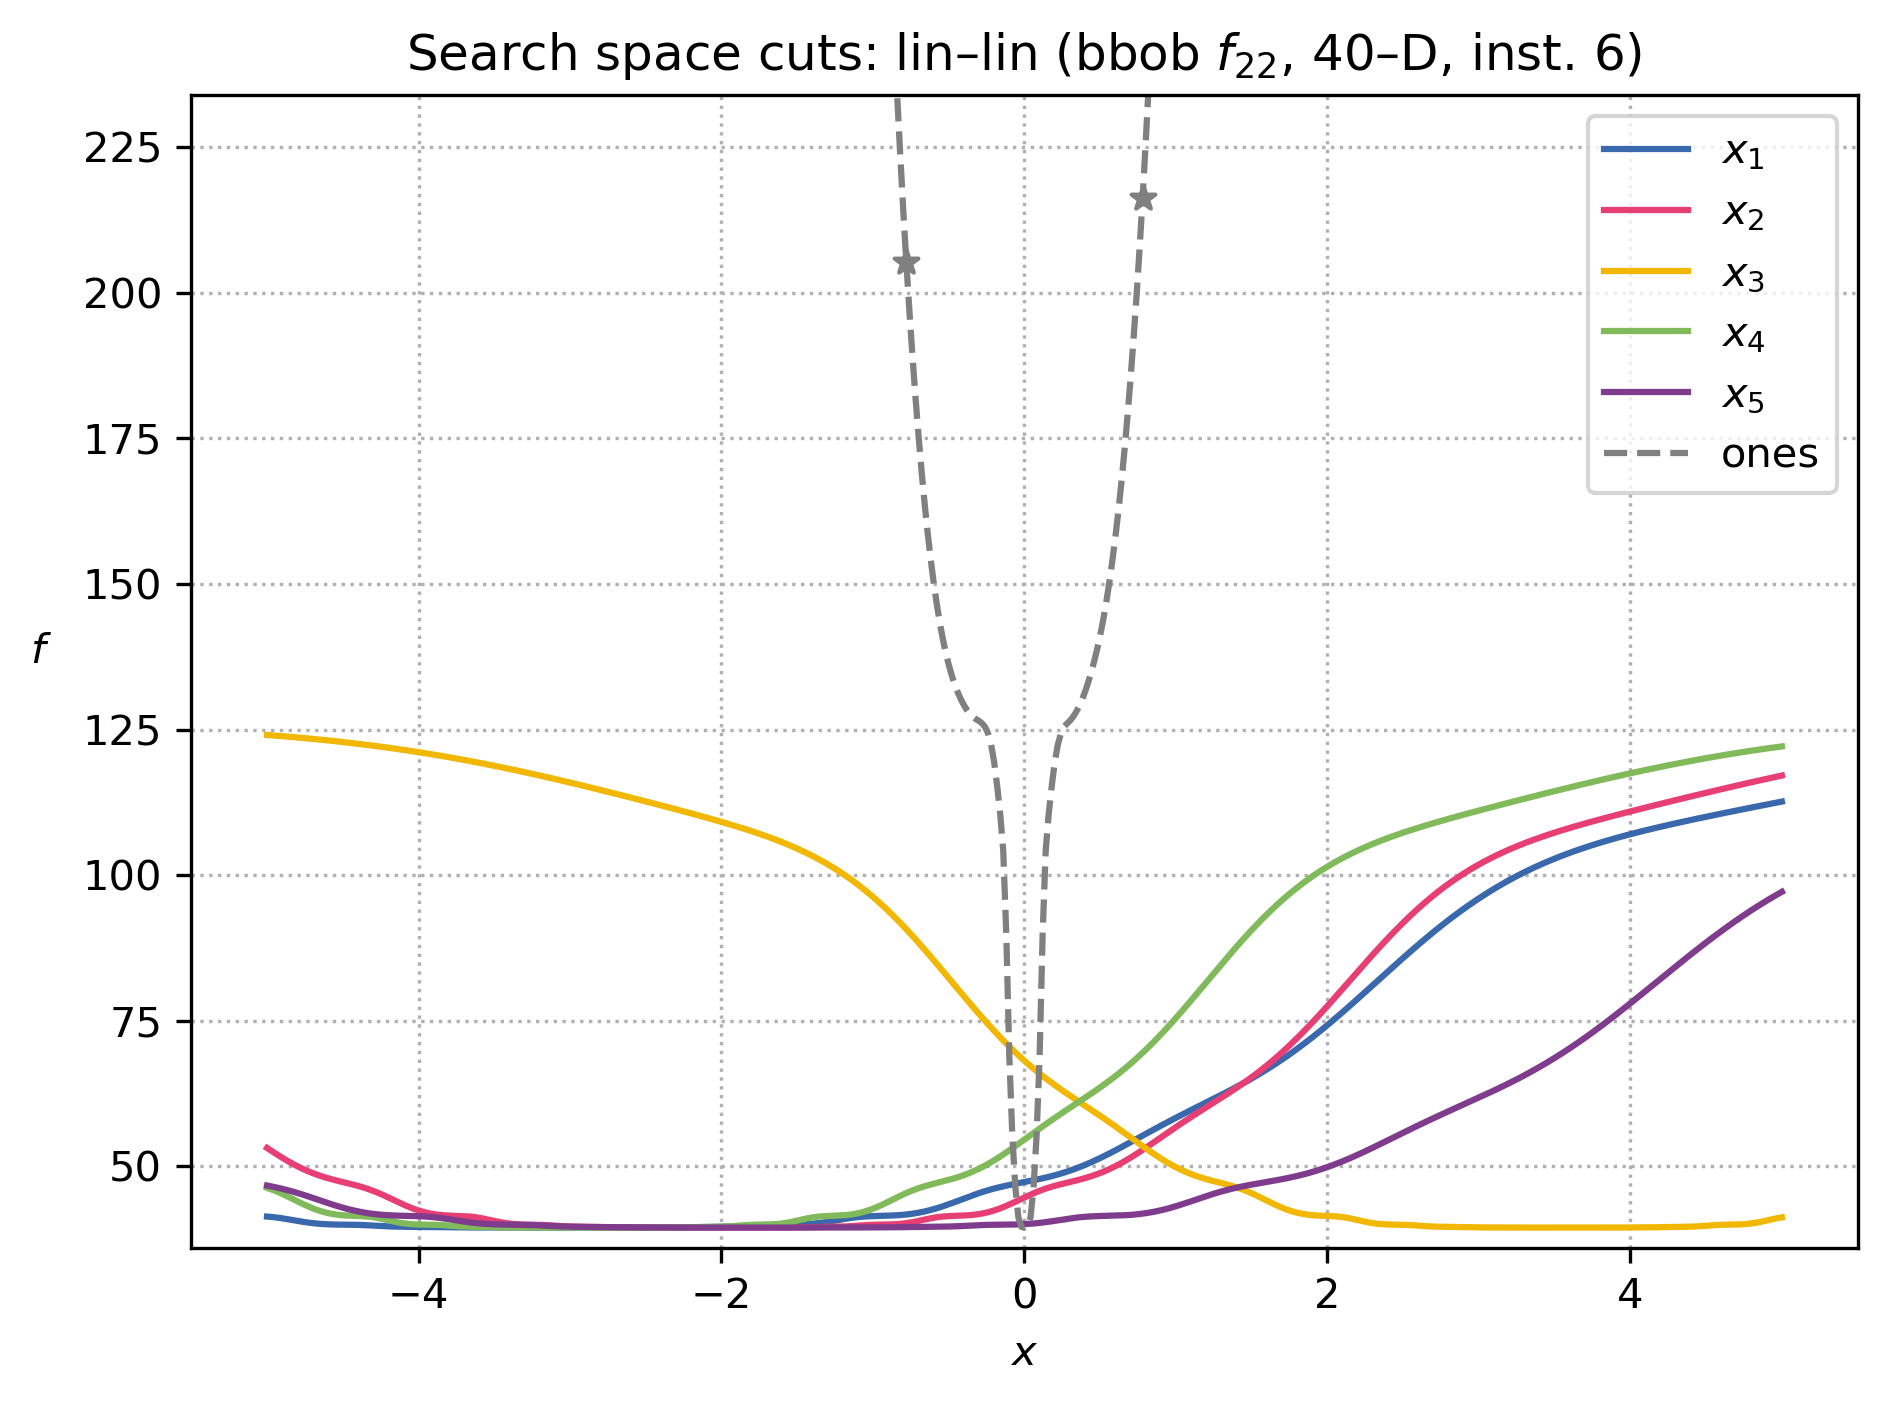 Search space cuts: lin–lin (bbob f₂₂, 40–D, inst. 6)
225
200
175
150
125
100
75
50
f
−4
−2
0
2
4
x
x₁
x₂
x₃
x₄
x₅
ones